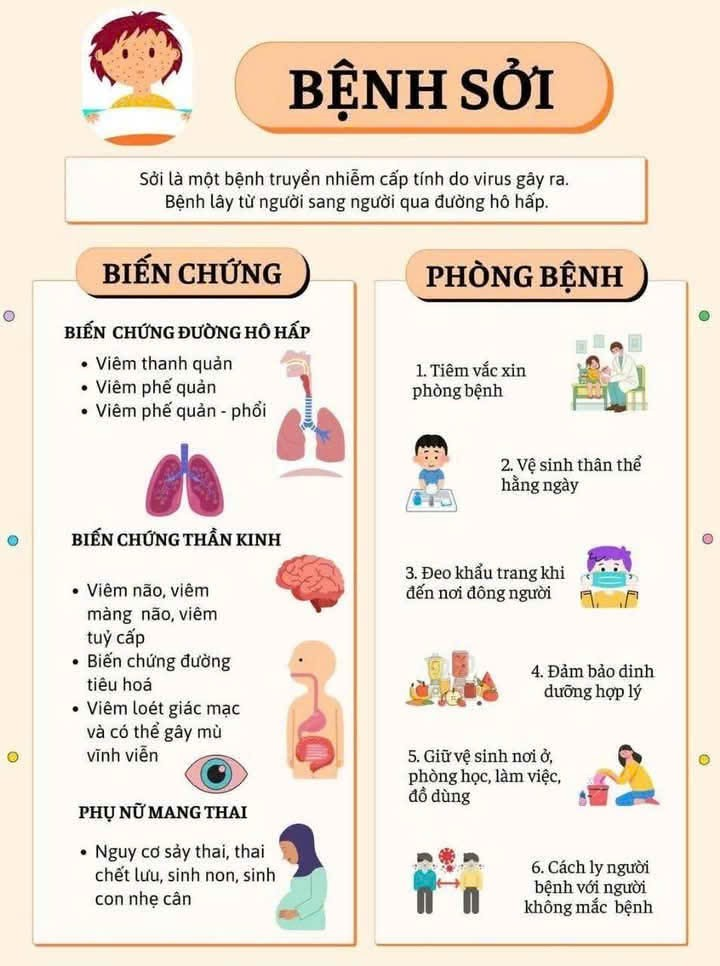 BỆNH SỞI
Sởi là một bệnh truyền nhiễm cấp tính do virus gây ra.
Bệnh lây từ người sang người qua đường hô hấp.
BIẾN CHỨNG
BIẾN CHỨNG ĐƯỜNG HÔ HẤP
• Viêm thanh quản
• Viêm phế quản
• Viêm phế quản - phổi
BIẾN CHỨNG THẦN KINH
• Viêm não, viêm
màng não, viêm
tuỷ cấp
• Biến chứng đường
tiêu hoá
• Viêm loét giác mạc
và có thể gây mù
vĩnh viễn
PHỤ NỮ MANG THAI
• Nguy cơ sảy thai, thai
chết lưu, sinh non, sinh
con nhẹ cân
PHÒNG BỆNH
1. Tiêm vắc xin
phòng bệnh
2. Vệ sinh thân thể
hằng ngày
3. Đeo khẩu trang khi
đến nơi đông người
4. Đảm bảo dinh
dưỡng hợp lý
5. Giữ vệ sinh nơi ở,
phòng học, làm việc,
đồ dùng
6. Cách ly người
bệnh với người
không mắc bệnh